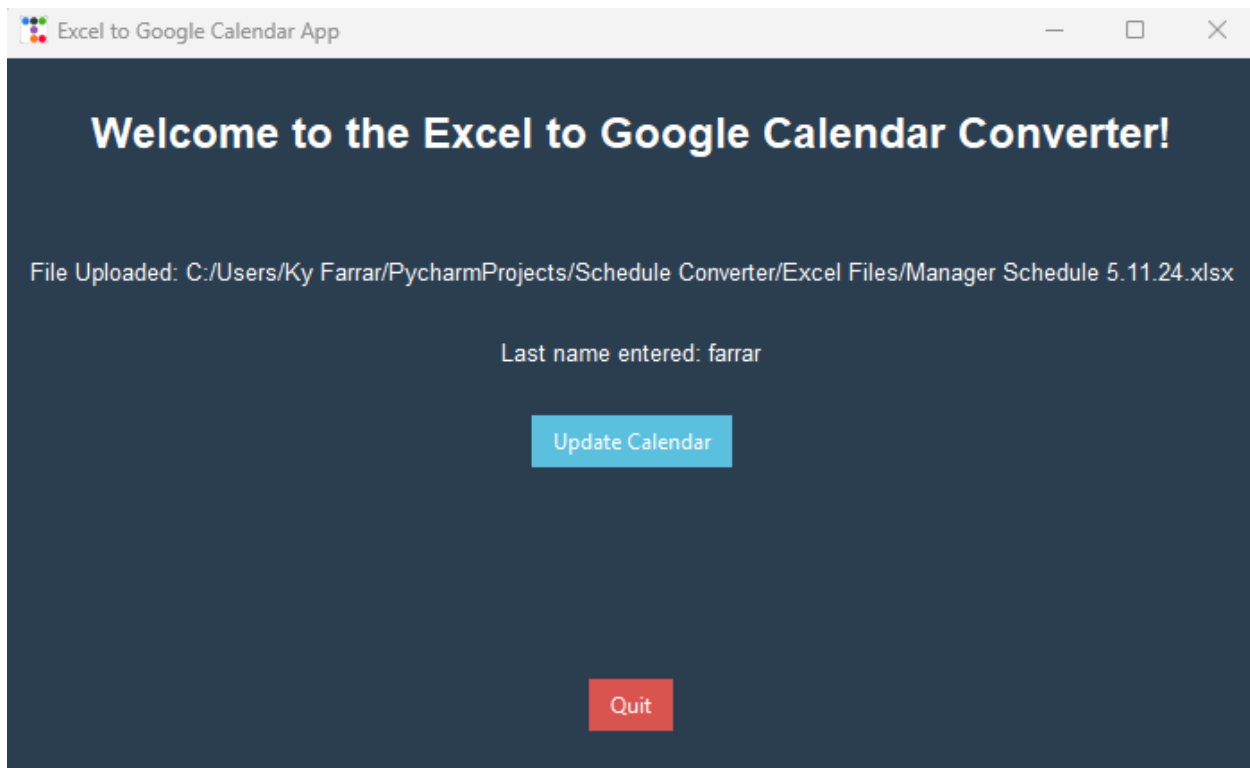 Excel to Google Calendar App
Welcome to the Excel to Google Calendar Converter!
File Uploaded: C:/Users/Ky Farrar/PycharmProjects/Schedule Converter/Excel Files/Manager Schedule 5.11.24.xlsx
Last name entered: farrar
Update Calendar
Quit